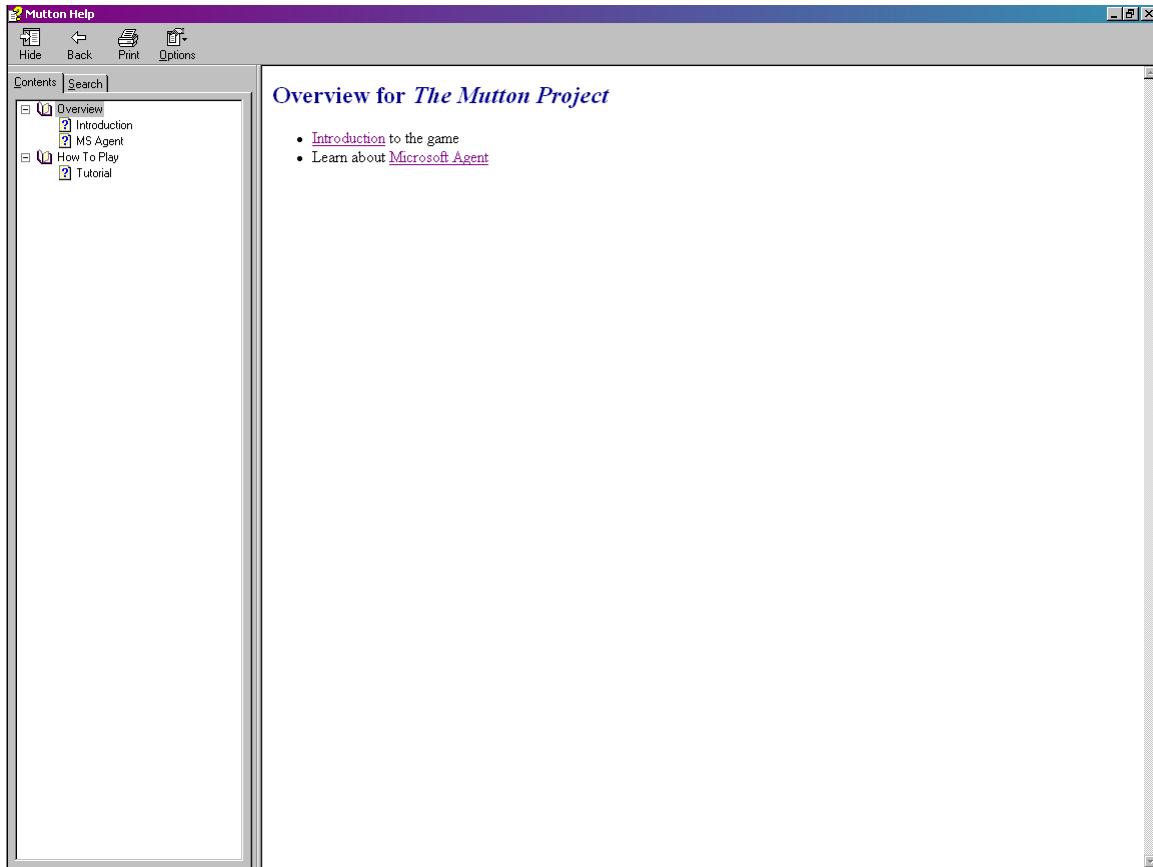 Mutton Help
Hide Back Print Options
Contents Search
Overview
Introduction
MS Agent
How To Play
Tutorial
Overview for The Mutton Project
Introduction to the game
Learn about Microsoft Agent